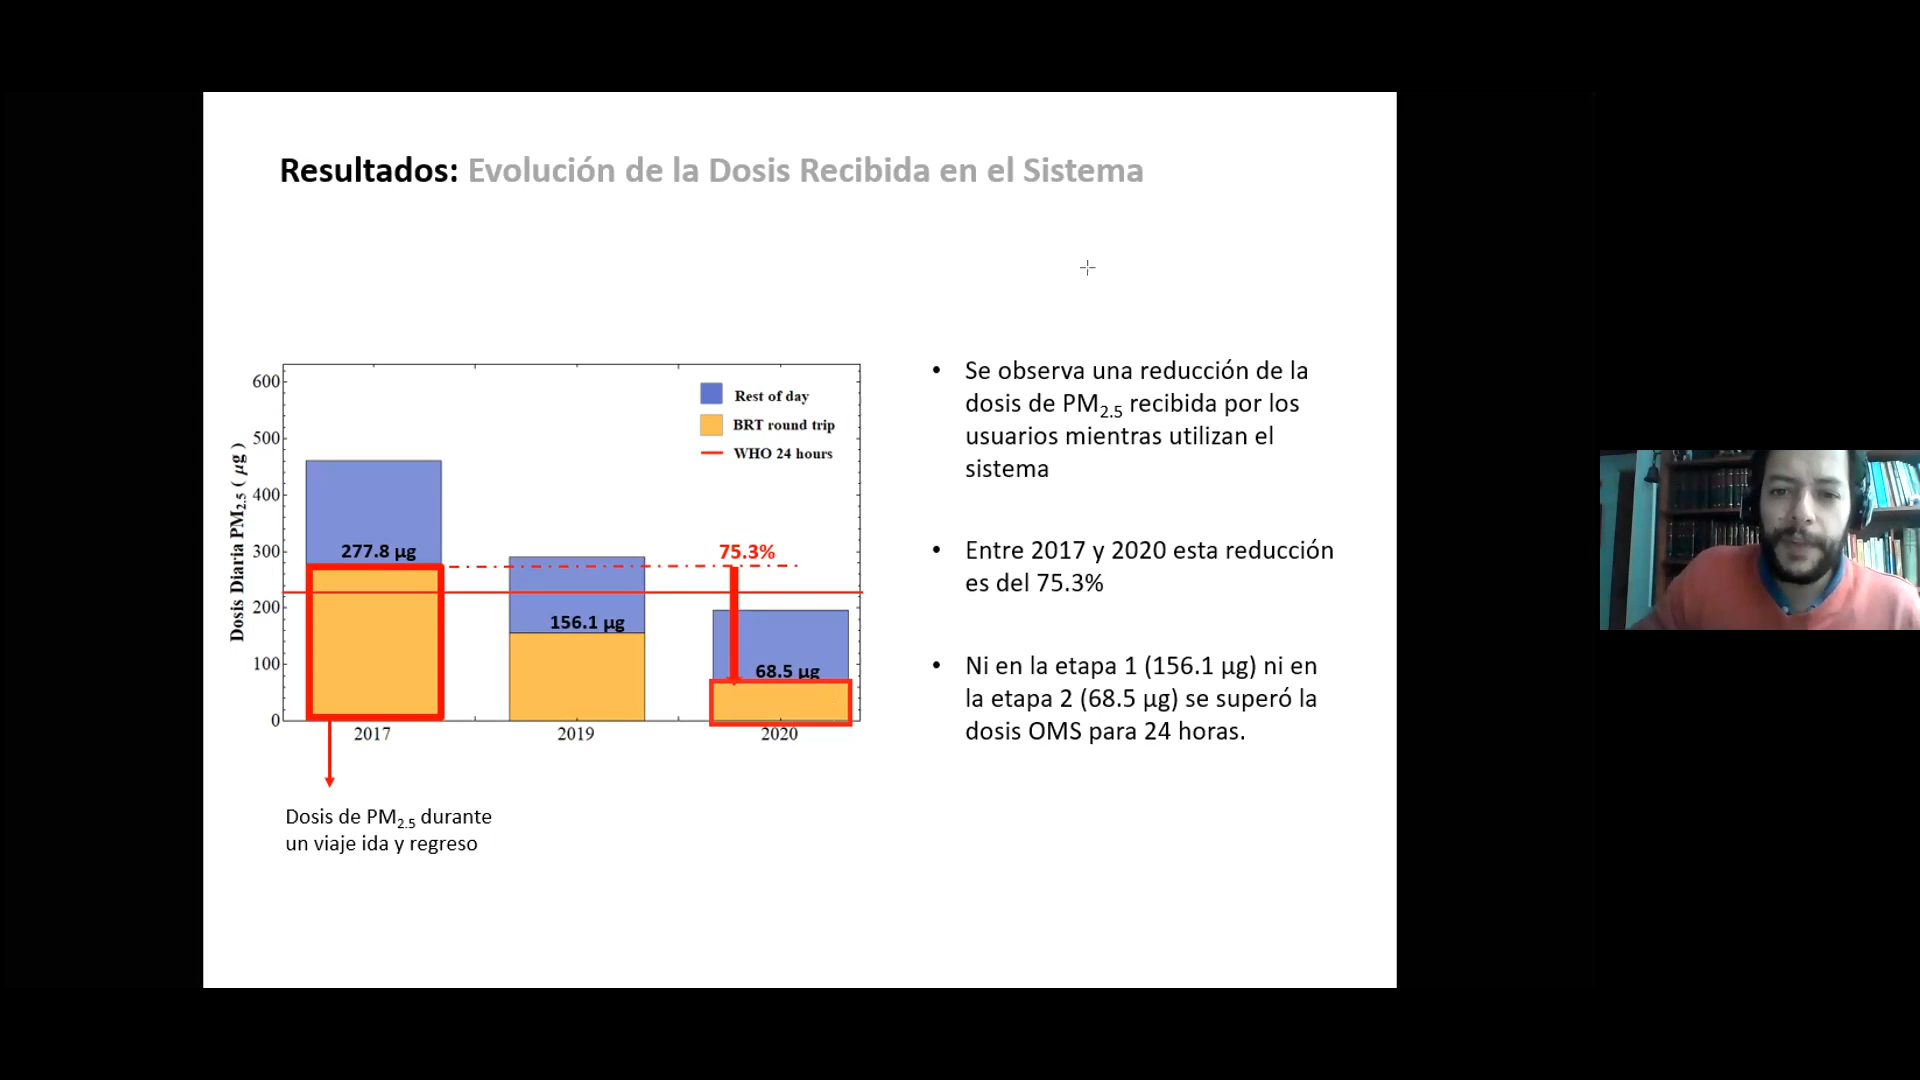 Resultados: Evolución de la Dosis Recibida en el Sistema
600
500
400
300
200
100
0
Dosis Diaria PM2.5 ( μg )
Rest of day
BRT round trip
WHO 24 hours
277.8 μg
156.1 μg
75.3%
68.5 μg
2017
2019
2020
Dosis de PM2.5 durante
un viaje ida y regreso
• Se observa una reducción de la
dosis de PM2.5 recibida por los
usuarios mientras utilizan el
sistema
• Entre 2017 y 2020 esta reducción
es del 75.3%
• Ni en la etapa 1 (156.1 μg) ni en
la etapa 2 (68.5 μg) se superó la
dosis OMS para 24 horas.